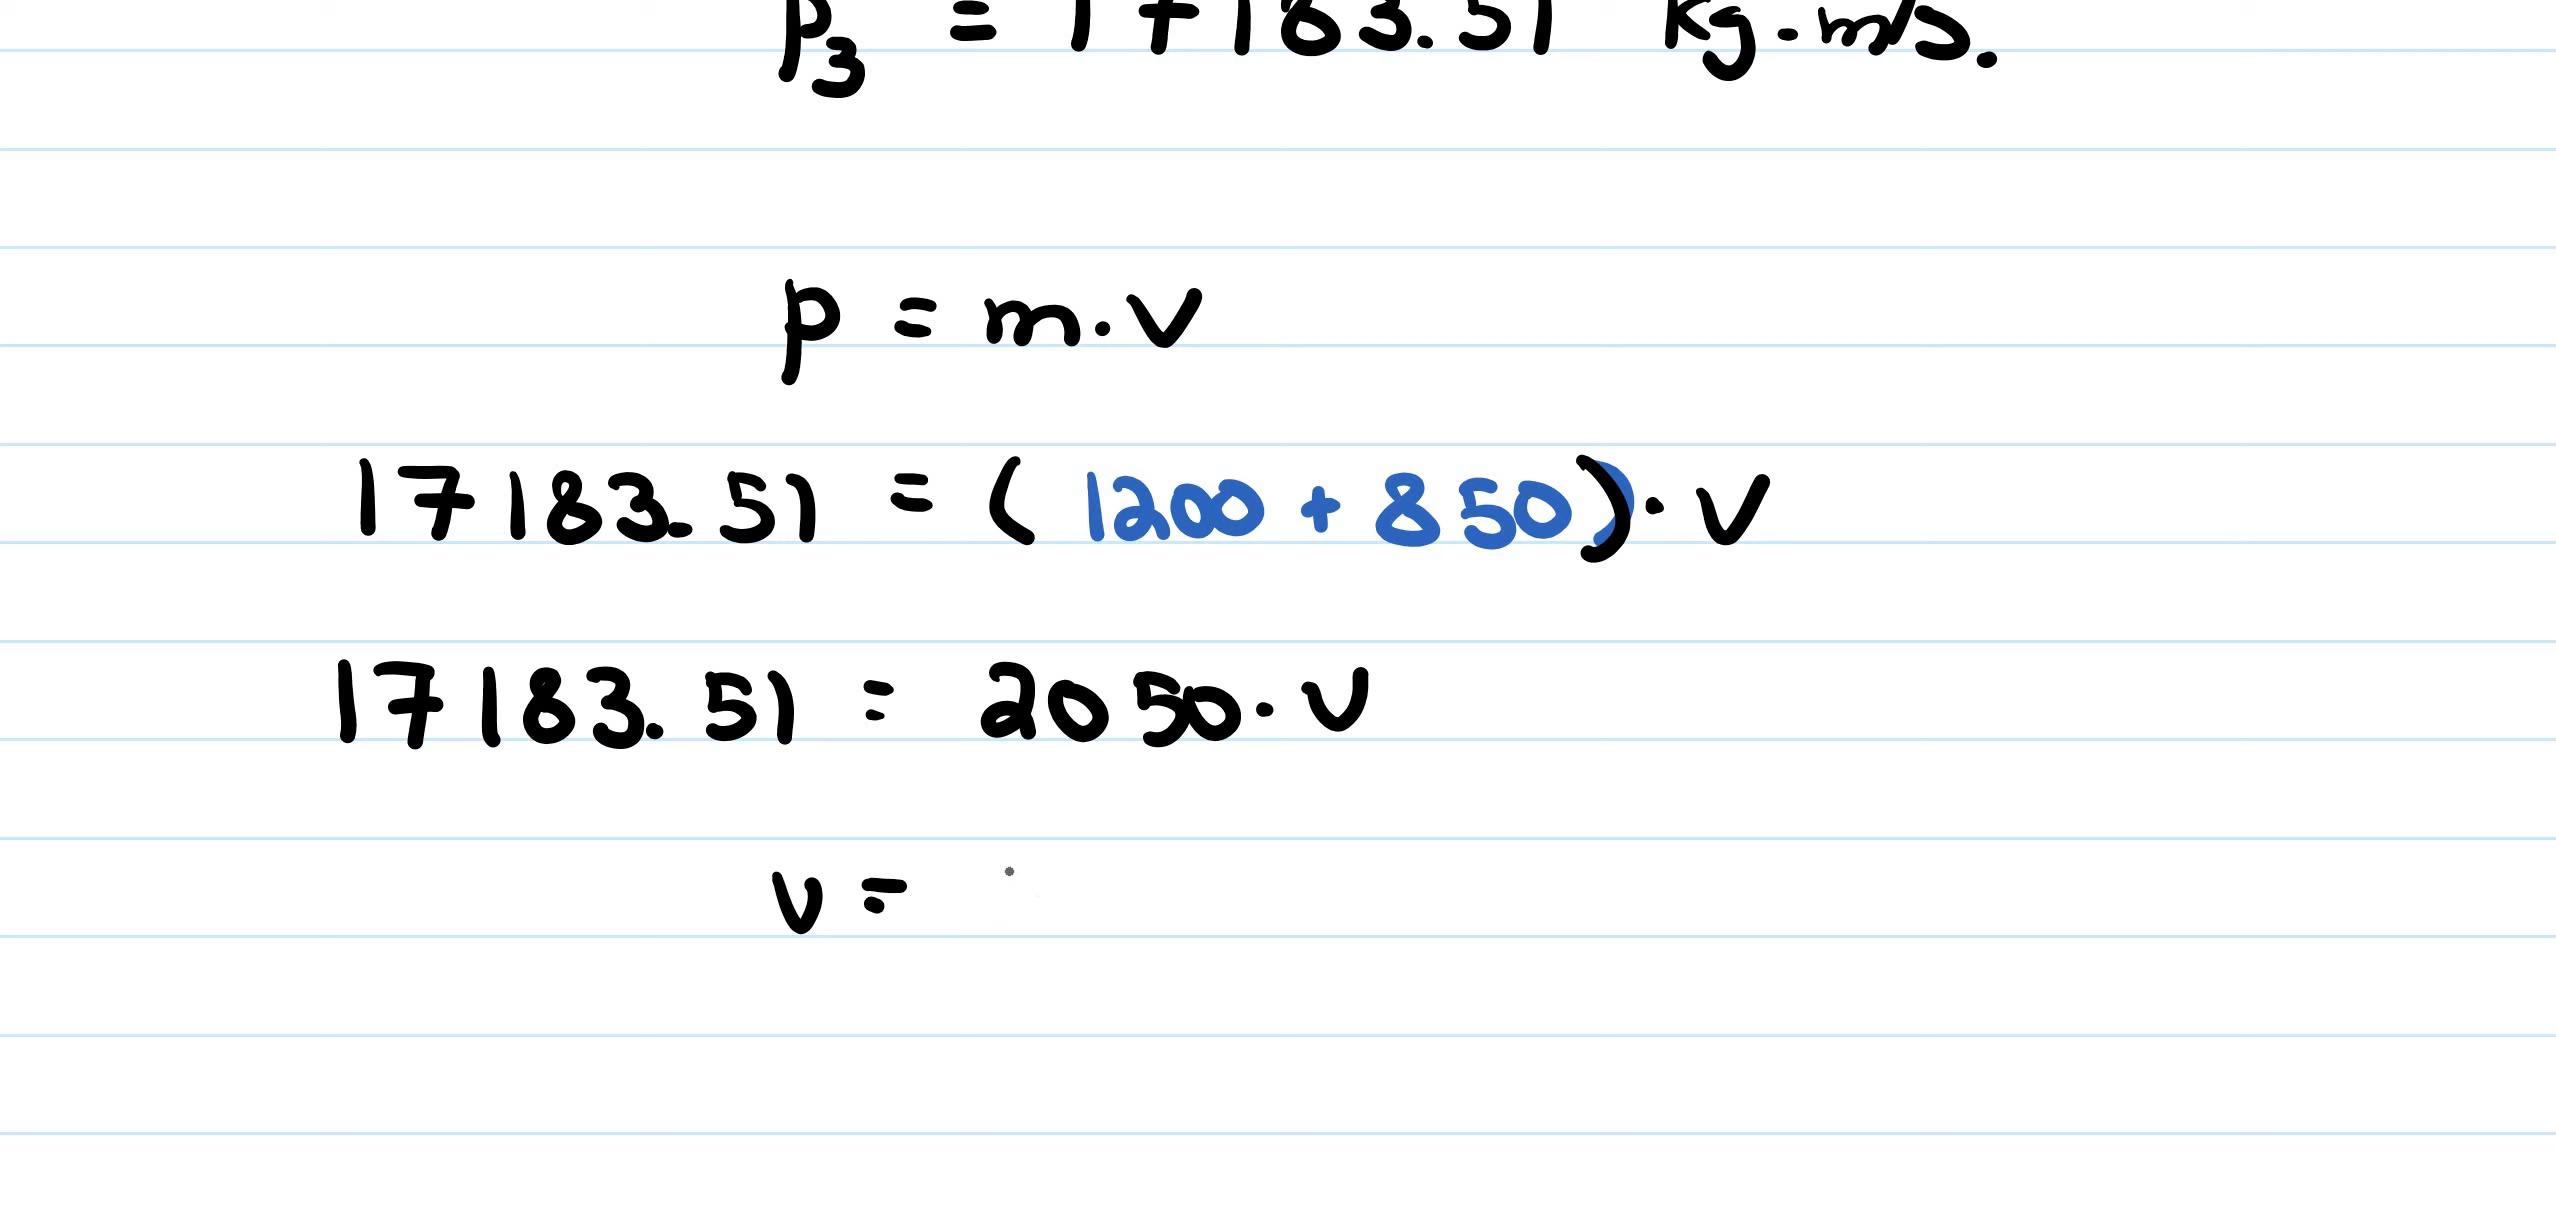 p₃ = 17183.51 kg.m/s.
p = m.v
17183.51 = (1200 + 850).v
17183.51 = 2050.v
v =